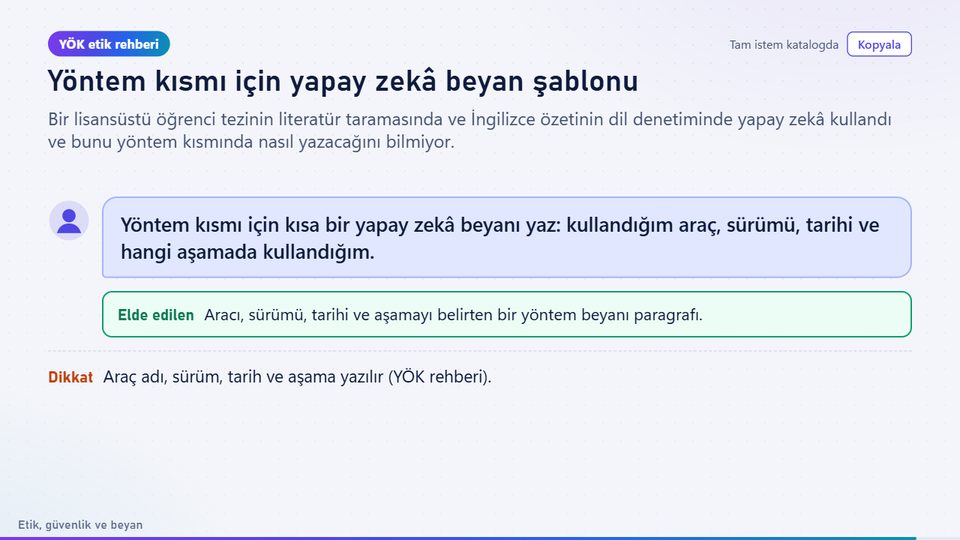 YÖK etik rehberi
Tam istem katalogda
Kopyala
Yöntem kısmı için yapay zekâ beyan şablonu
Bir lisansüstü öğrenci tezinin literatür taramasında ve İngilizce özetinin dil denetiminde yapay zekâ kullandı
ve bunu yöntem kısmında nasıl yazacağını bilmiyor.
Yöntem kısmı için kısa bir yapay zekâ beyanı yaz: kullandığım araç, sürümü, tarihi ve
hangi aşamada kullandığım.
Elde edilen Aracı, sürümü, tarihi ve aşamayı belirten bir yöntem beyanı paragrafı.
Dikkat Araç adı, sürüm, tarih ve aşama yazılır (YÖK rehberi).
Etik, güvenlik ve beyan